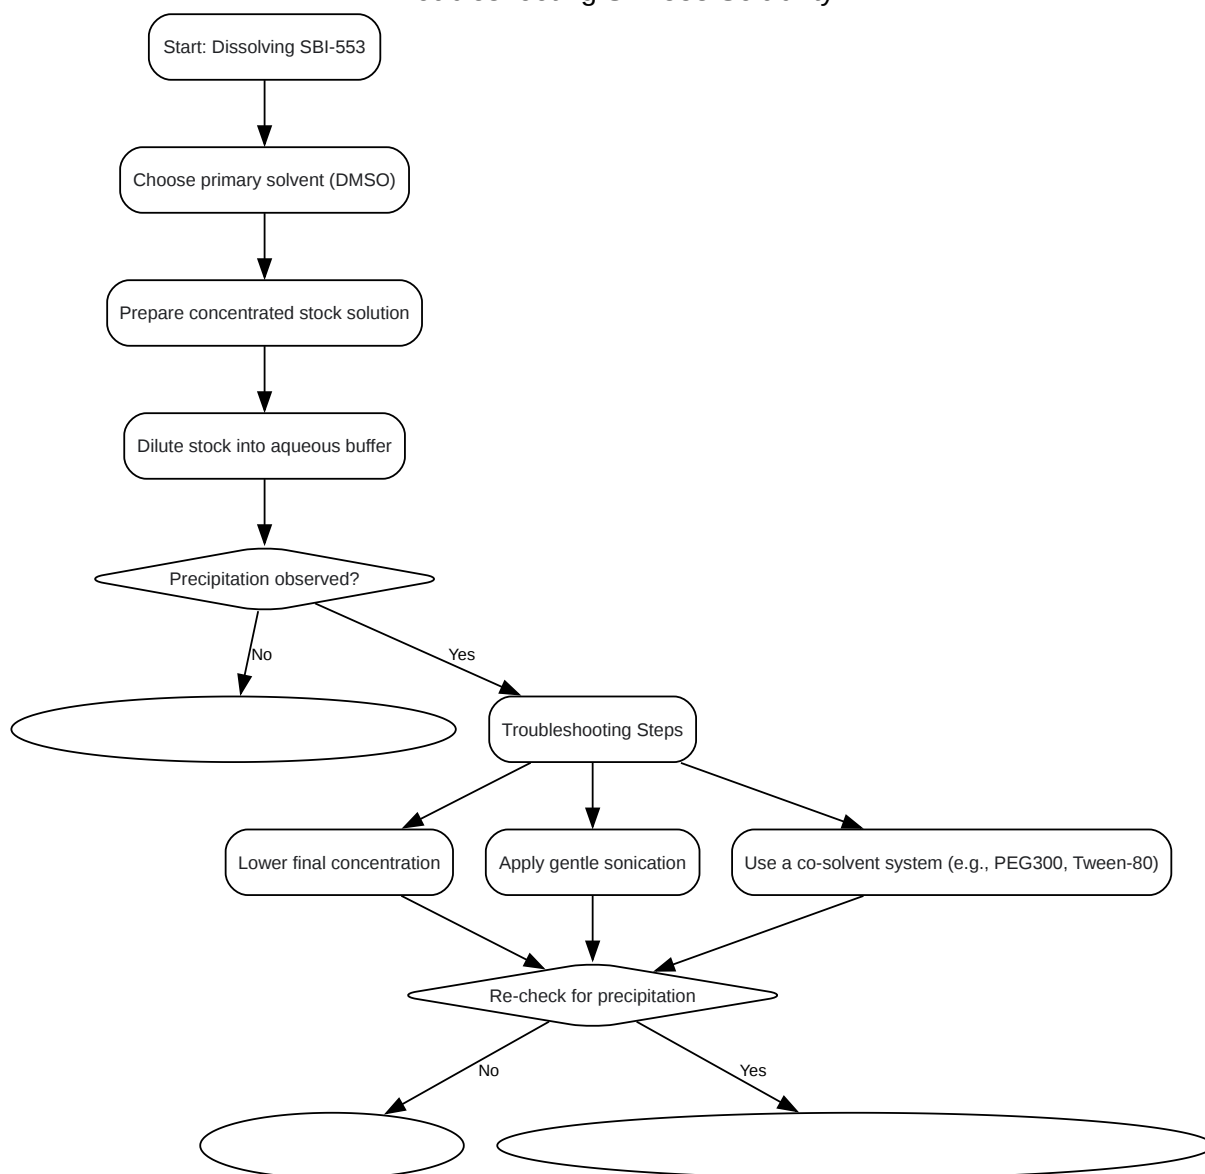 Start: Dissolving SBI-553
Choose primary solvent (DMSO)
Prepare concentrated stock solution
Dilute stock into aqueous buffer
Precipitation observed?
No
Yes
Troubleshooting Steps
Lower final concentration
Apply gentle sonication
Use a co-solvent system (e.g., PEG300, Tween-80)
Re-check for precipitation
No
Yes